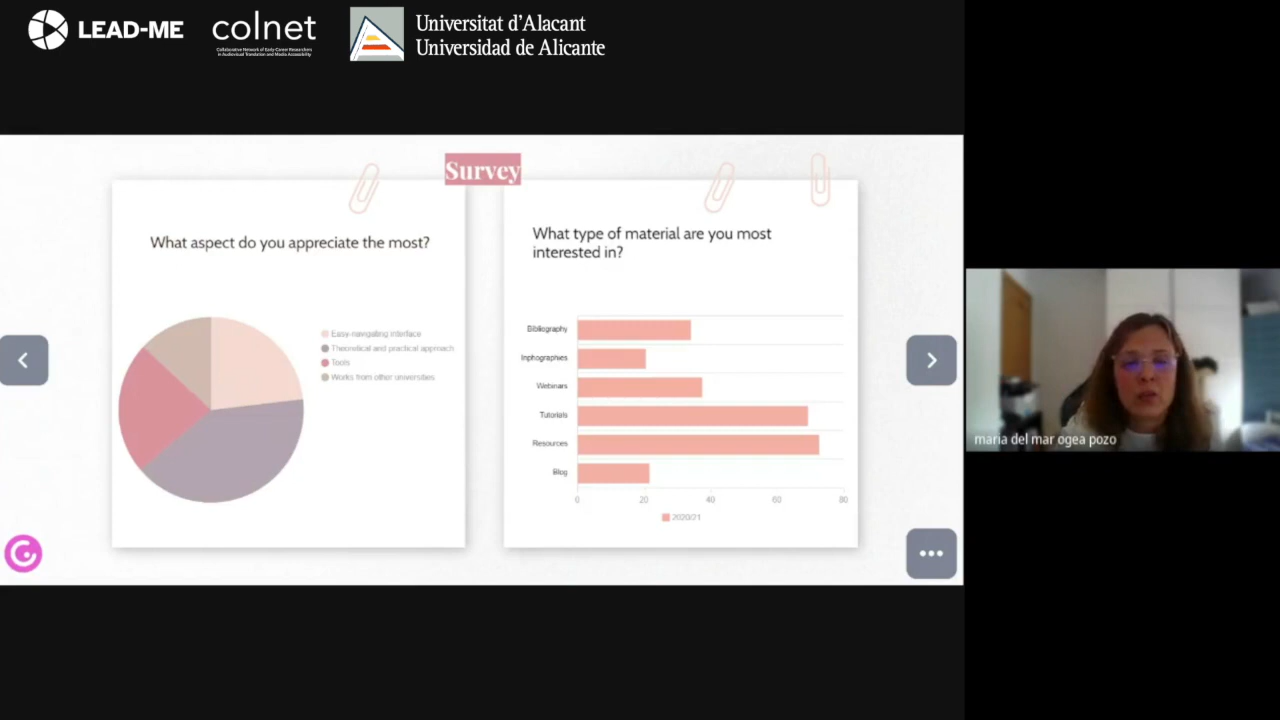 LEAD-ME
colnet
Collaborative Network of Early Career Researchers
in Audiovisual Translation and Media Accessibility
Universitat d'Alacant
Universidad de Alicante
Survey
What aspect do you appreciate the most?
Easy-navigating interface
Theoretical and practical approach
Tools
Works from other universities
What type of material are you most
interested in?
Bibliography
Inphographies
Webinars
Tutorials
Resources
Blog
0 20 40 60 80
2020/21
maria del mar ogea pozo